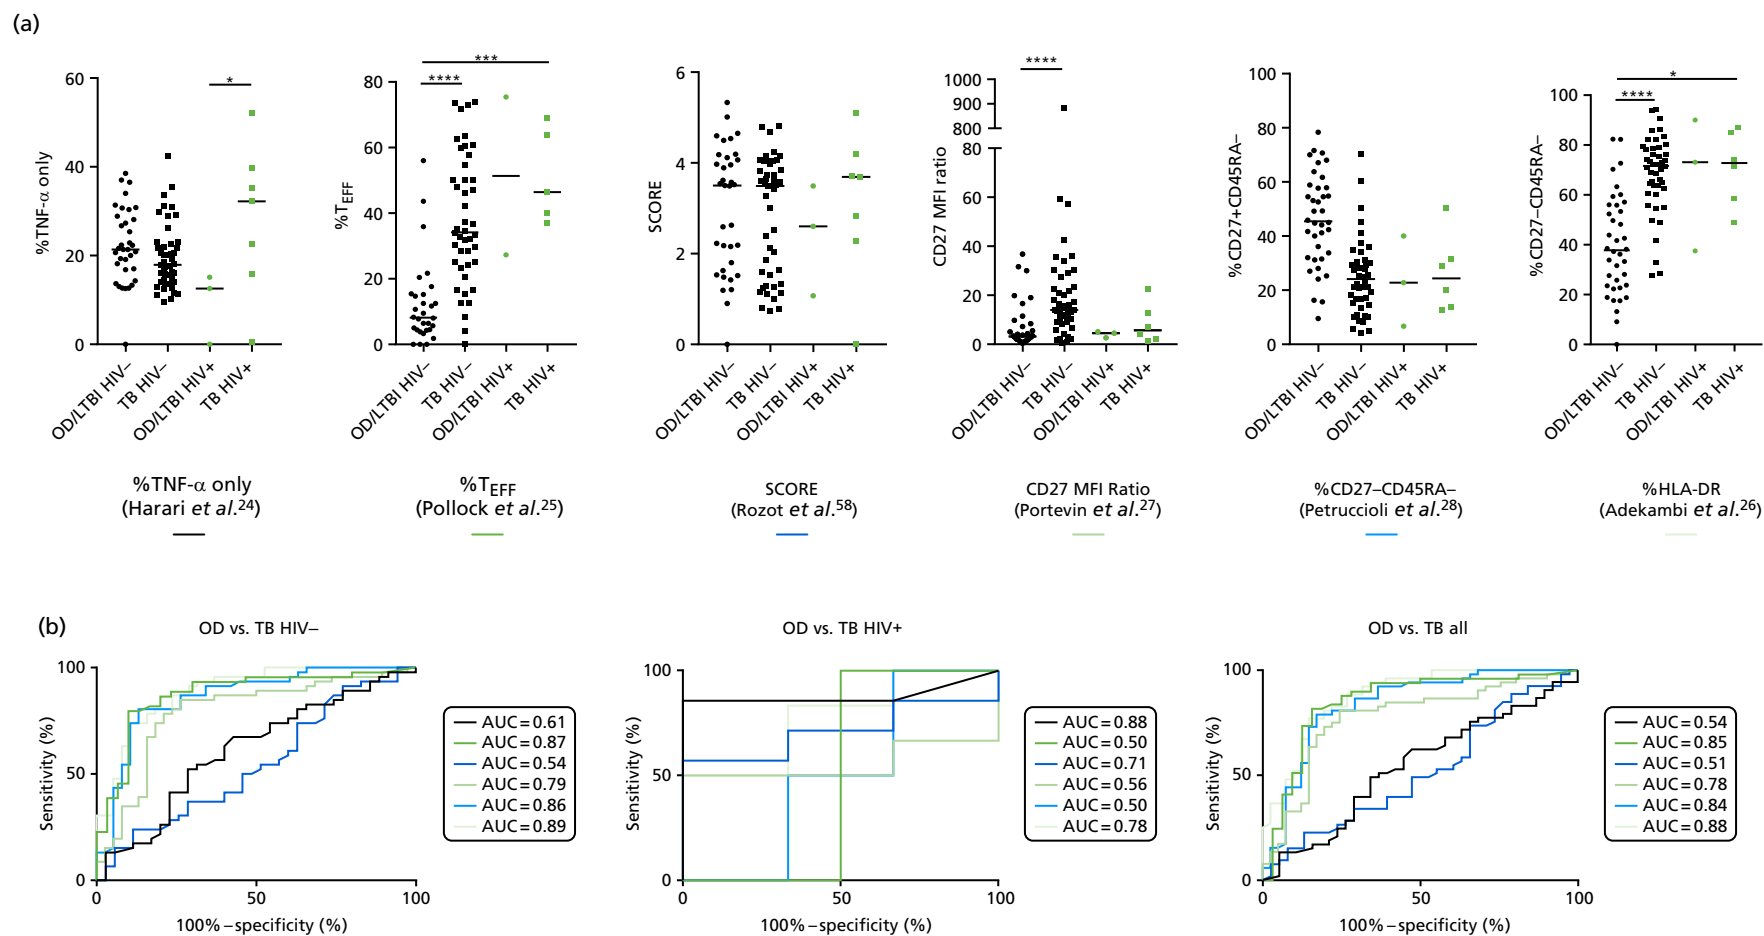 (a)
%TNF-α only
60
40
20
0
*
OD/LTBI HIV–
TB HIV–
OD/LTBI HIV+
TB HIV+
%TEFF
80
60
40
20
0
***
****
OD/LTBI HIV–
TB HIV–
OD/LTBI HIV+
TB HIV+
SCORE
6
4
2
0
OD/LTBI HIV–
TB HIV–
OD/LTBI HIV+
TB HIV+
CD27 MFI ratio
1000
900
800
80
60
40
20
0
****
OD/LTBI HIV–
TB HIV–
OD/LTBI HIV+
TB HIV+
%CD27+CD45RA–
100
80
60
40
20
0
OD/LTBI HIV–
TB HIV–
OD/LTBI HIV+
TB HIV+
%CD27–CD45RA–
100
80
60
40
20
0
*
****
OD/LTBI HIV–
TB HIV–
OD/LTBI HIV+
TB HIV+
%TNF-α only
(Harari et al.24)
%TEFF
(Pollock et al.25)
SCORE
(Rozot et al.58)
CD27 MFI Ratio
(Portevin et al.27)
%CD27–CD45RA–
(Petruccioli et al.28)
%HLA-DR
(Adekambi et al.26)
(b)
OD vs. TB HIV–
Sensitivity (%)
100
50
0
0
50
100
100% – specificity (%)
AUC = 0.61
AUC = 0.87
AUC = 0.54
AUC = 0.79
AUC = 0.86
AUC = 0.89
OD vs. TB HIV+
Sensitivity (%)
100
50
0
0
50
100
100% – specificity (%)
AUC = 0.88
AUC = 0.50
AUC = 0.71
AUC = 0.56
AUC = 0.50
AUC = 0.78
OD vs. TB all
Sensitivity (%)
100
50
0
0
50
100
100% – specificity (%)
AUC = 0.54
AUC = 0.85
AUC = 0.51
AUC = 0.78
AUC = 0.84
AUC = 0.88